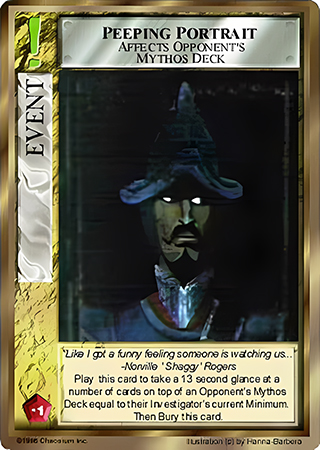 PEEPING PORTRAIT
AFFECTS OPPONENT'S
MYTHOS DECK
EVENT
"Like I got a funny feeling someone is watching us..."
-Norville 'Shaggy' Rogers
Play this card to take a 13 second glance at a
number of cards on top of an Opponent's Mythos
Deck equal to their Investigator's current Minimum.
Then Bury this card.
-1
©1996 Chaosium Inc.
Illustration (s) by Hanna-Barbera